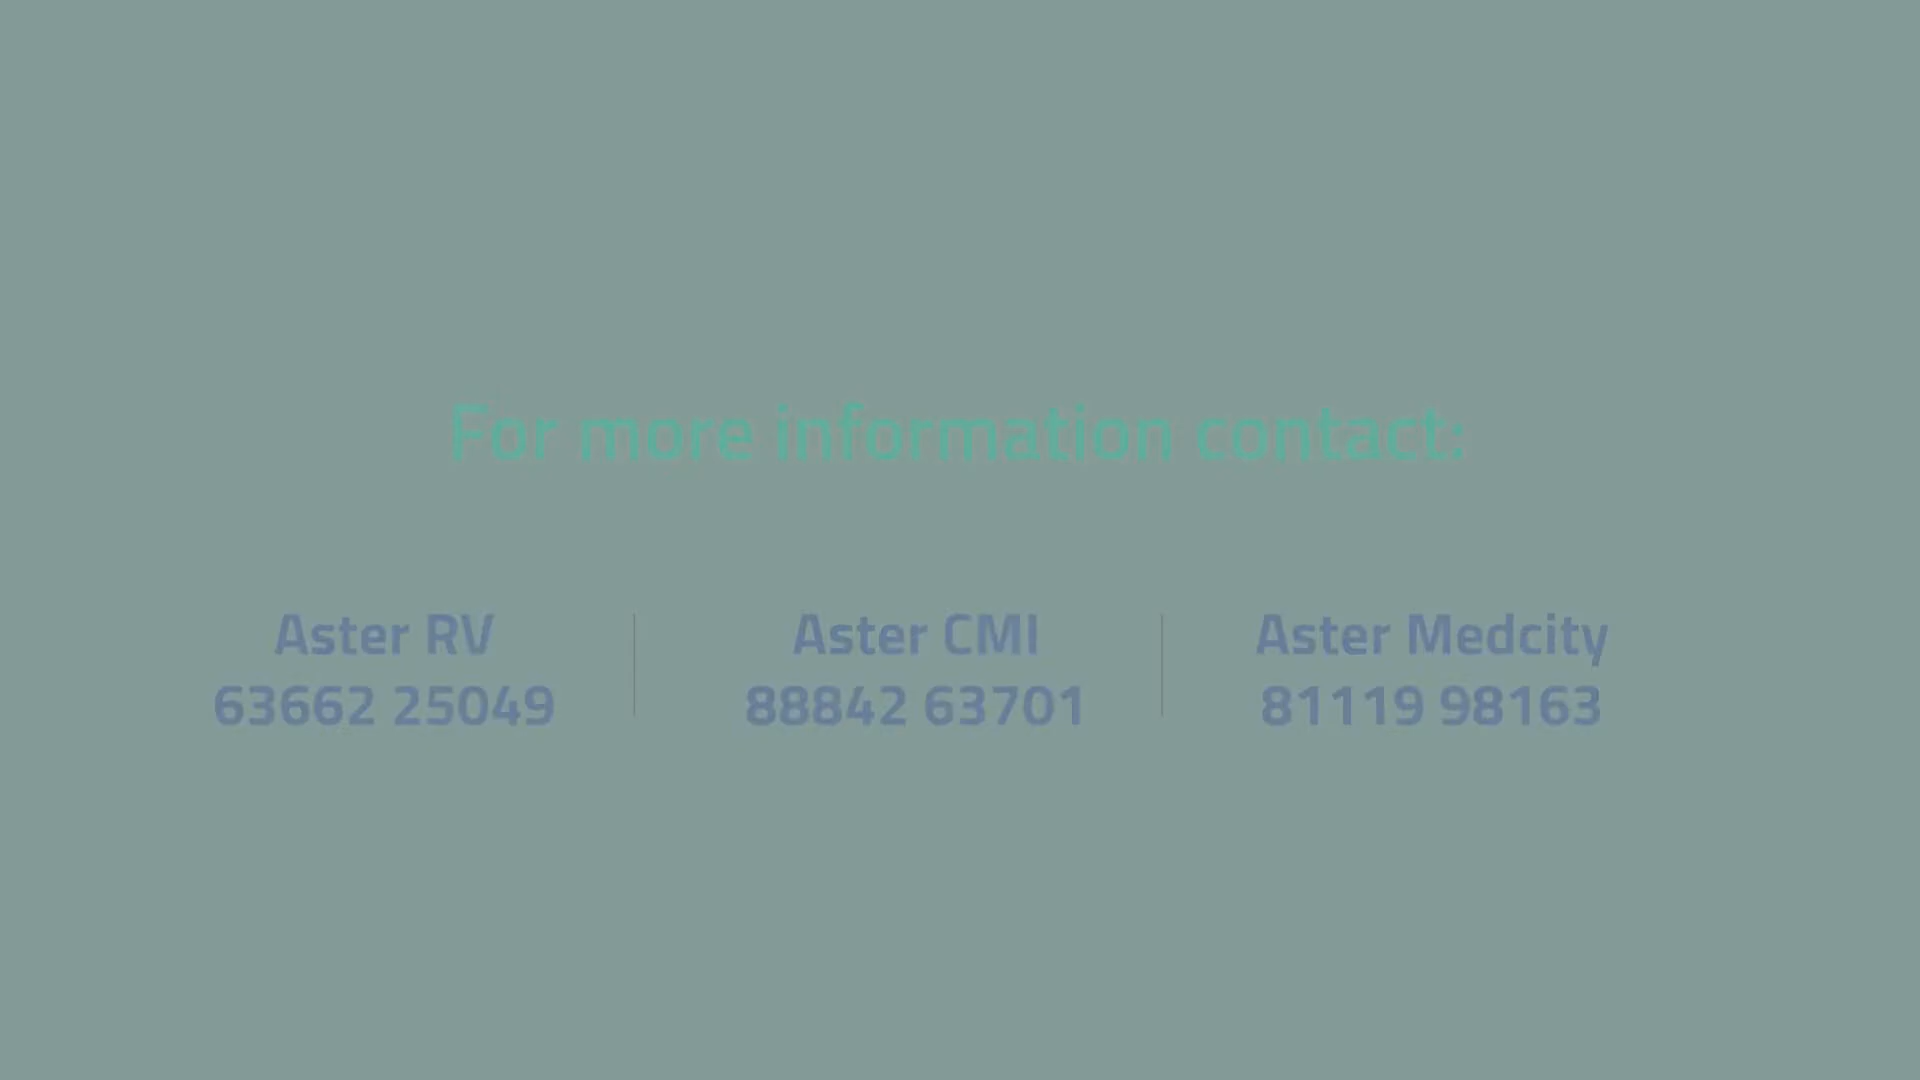 For more information contact:
Aster RV
63662 25049
Aster CMI
88842 63701
Aster Medcity
81119 98163